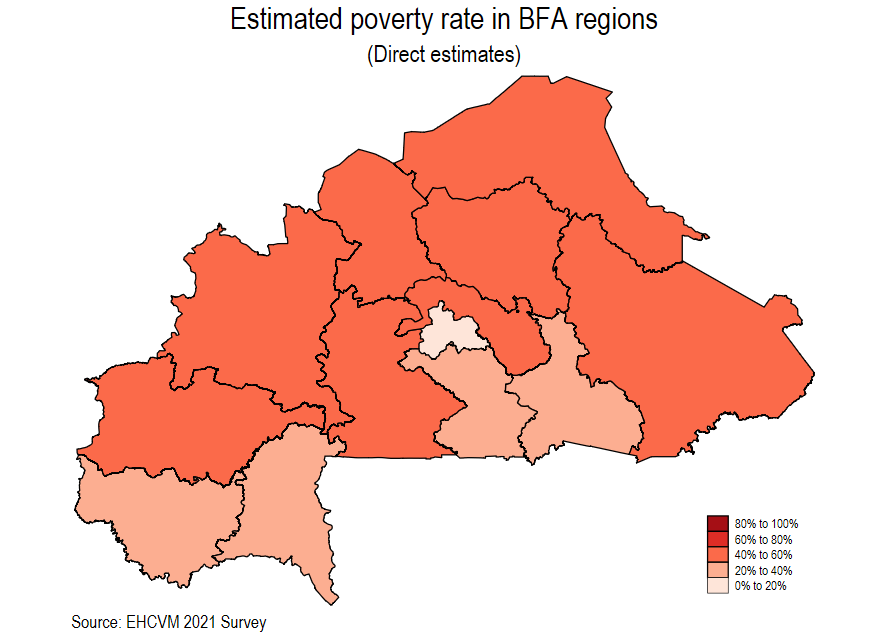 Estimated poverty rate in BFA regions
(Direct estimates)
80% to 100%
60% to 80%
40% to 60%
20% to 40%
0% to 20%
Source: EHCVM 2021 Survey